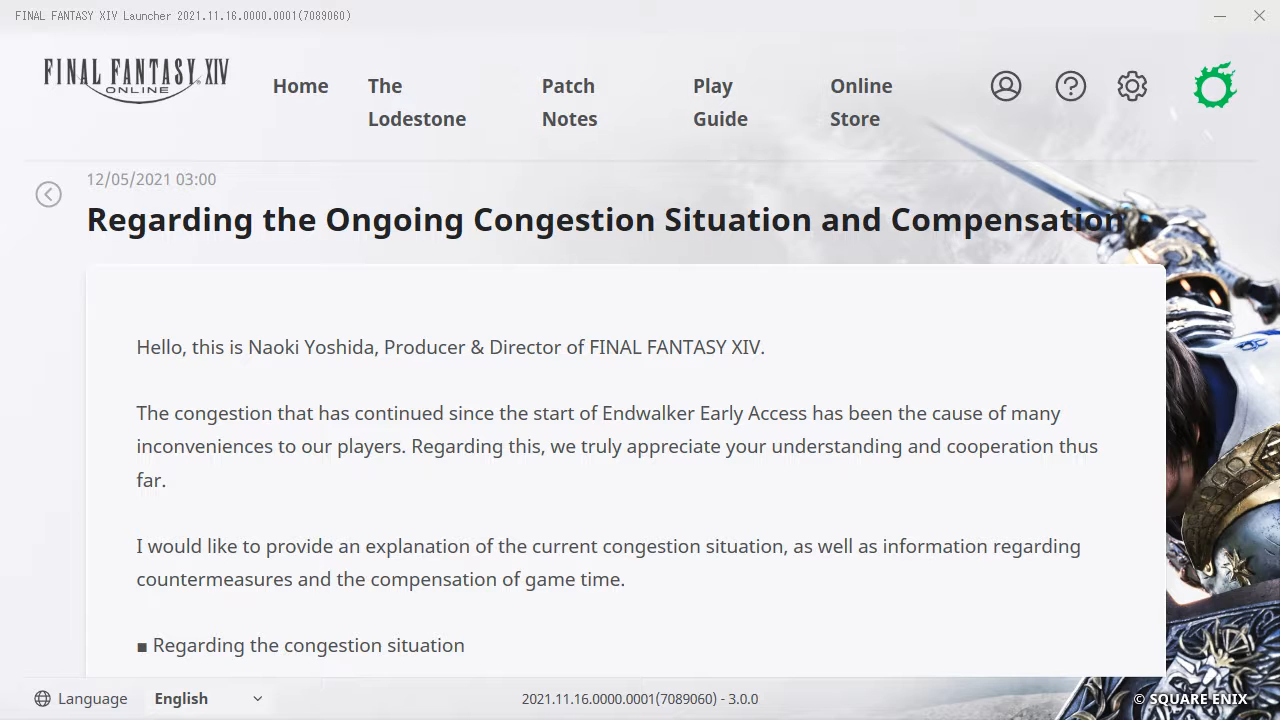 FINAL FANTASY XIV Launcher 2021.11.16.0000.0001(7089060)
FINAL FANTASY XIV
ONLINE
Home
The Lodestone
Patch Notes
Play Guide
Online Store
12/05/2021 03:00
Regarding the Ongoing Congestion Situation and Compensation
Hello, this is Naoki Yoshida, Producer & Director of FINAL FANTASY XIV.
The congestion that has continued since the start of Endwalker Early Access has been the cause of many
inconveniences to our players. Regarding this, we truly appreciate your understanding and cooperation thus
far.
I would like to provide an explanation of the current congestion situation, as well as information regarding
countermeasures and the compensation of game time.
■ Regarding the congestion situation
Language English
2021.11.16.0000.0001(7089060) - 3.0.0
© SQUARE ENIX